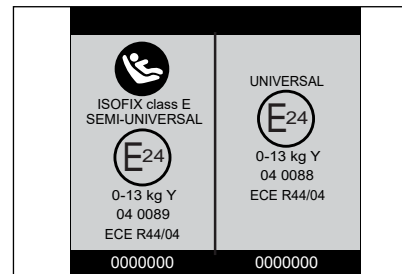 ISOFIX class E
SEMI-UNIVERSAL
E24
0-13 kg Y
04 0089
ECE R44/04
0000000
UNIVERSAL
E24
0-13 kg Y
04 0088
ECE R44/04
0000000